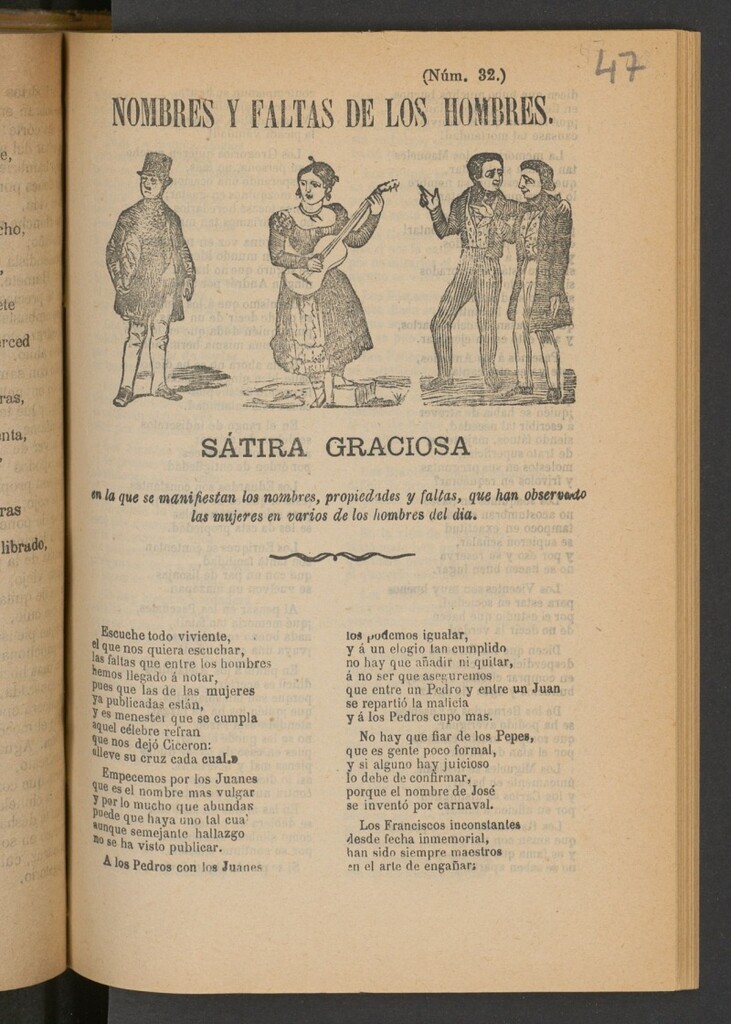 47
(Núm. 32.)
NOMBRES Y FALTAS DE LOS HOMBRES.
SÁTIRA GRACIOSA
en la que se manifiestan los nombres, propiedades y faltas, que han observado
las mujeres en varios de los hombres del dia.
Escuche todo viviente,
el que nos quiera escuchar,
las faltas que entre los hombres
hemos llegado á notar,
pues que las de las mujeres
ya publicadas están,
y es menester que se cumpla
aquel célebre refran
que nos dejó Ciceron:
«lleve su cruz cada cual.»
Empecemos por los Juanes
que es el nombre mas vulgar
y por lo mucho que abundan
puede que haya uno tal cual
aunque semejante hallazgo
no se ha visto publicar.
A los Pedros con los Juanes
los podemos igualar,
y á un elogio tan cumplido
no hay que añadir ni quitar,
á no ser que aseguremos
que entre un Pedro y entre un Juan
se repartió la malicia
y á los Pedros cupo mas.
No hay que fiar de los Pepes,
que es gente poco formal,
y si alguno hay juicioso
lo debe de confirmar,
porque el nombre de José
se inventó por carnaval.
Los Franciscos inconstantes
desde fecha inmemorial,
han sido siempre maestros
en el arte de engañar;
e,
cho,
,
ete
rced
ras,
nta,
,
ras
librado,